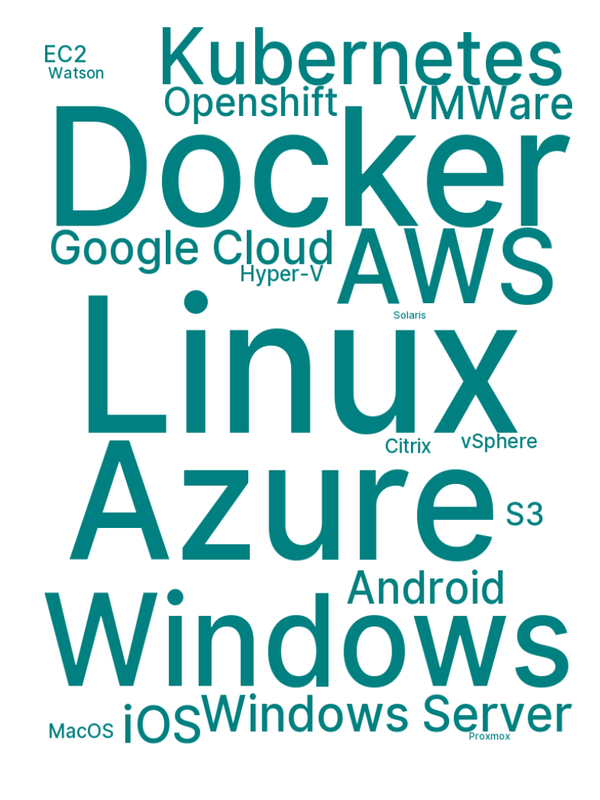 EC2
Watson
Kubernetes
Openshift
VMWare
Docker
Google Cloud
Hyper-V
AWS
Solaris
Linux
Citrix
vSphere
Azure
S3
Android
Windows
MacOS
iOS
Windows Server
Proxmox